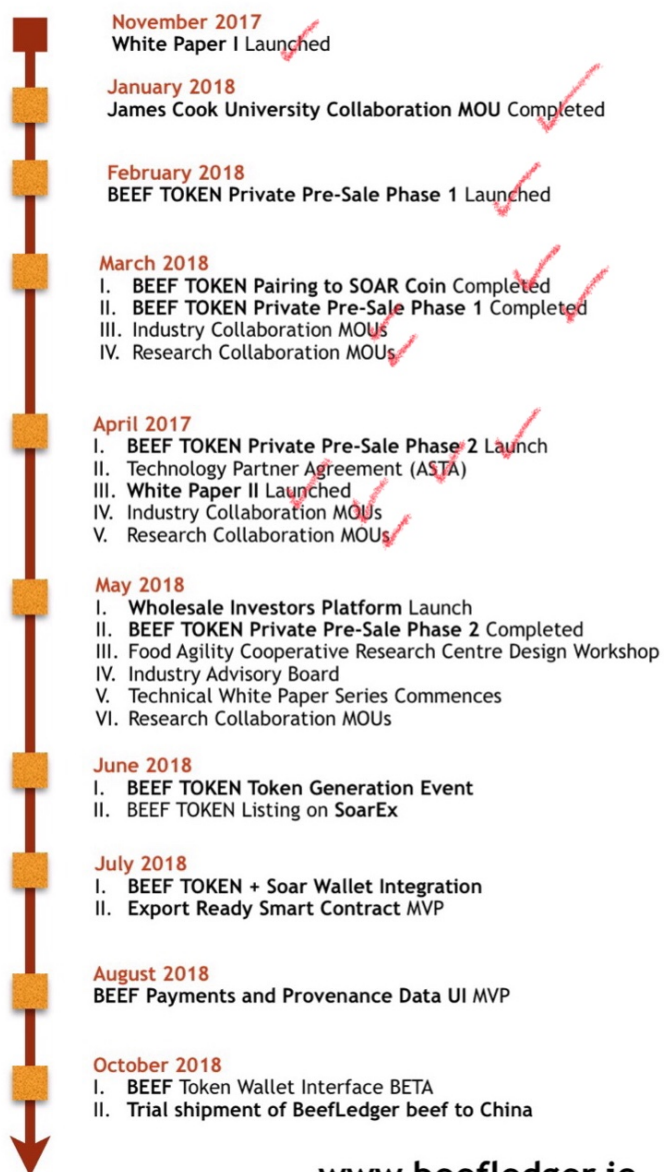 November 2017
White Paper I Launched
January 2018
James Cook University Collaboration MOU Completed
February 2018
BEEF TOKEN Private Pre-Sale Phase 1 Launched
March 2018
I. BEEF TOKEN Pairing to SOAR Coin Completed
II. BEEF TOKEN Private Pre-Sale Phase 1 Completed
III. Industry Collaboration MOUs
IV. Research Collaboration MOUs
April 2017
I. BEEF TOKEN Private Pre-Sale Phase 2 Launch
II. Technology Partner Agreement (ASTA)
III. White Paper II Launched
IV. Industry Collaboration MOUs
V. Research Collaboration MOUs
May 2018
I. Wholesale Investors Platform Launch
II. BEEF TOKEN Private Pre-Sale Phase 2 Completed
III. Food Agility Cooperative Research Centre Design Workshop
IV. Industry Advisory Board
V. Technical White Paper Series Commences
VI. Research Collaboration MOUs
June 2018
I. BEEF TOKEN Token Generation Event
II. BEEF TOKEN Listing on SoarEx
July 2018
I. BEEF TOKEN + Soar Wallet Integration
II. Export Ready Smart Contract MVP
August 2018
BEEF Payments and Provenance Data UI MVP
October 2018
I. BEEF Token Wallet Interface BETA
II. Trial shipment of BeefLedger beef to China
www.beefledger.io